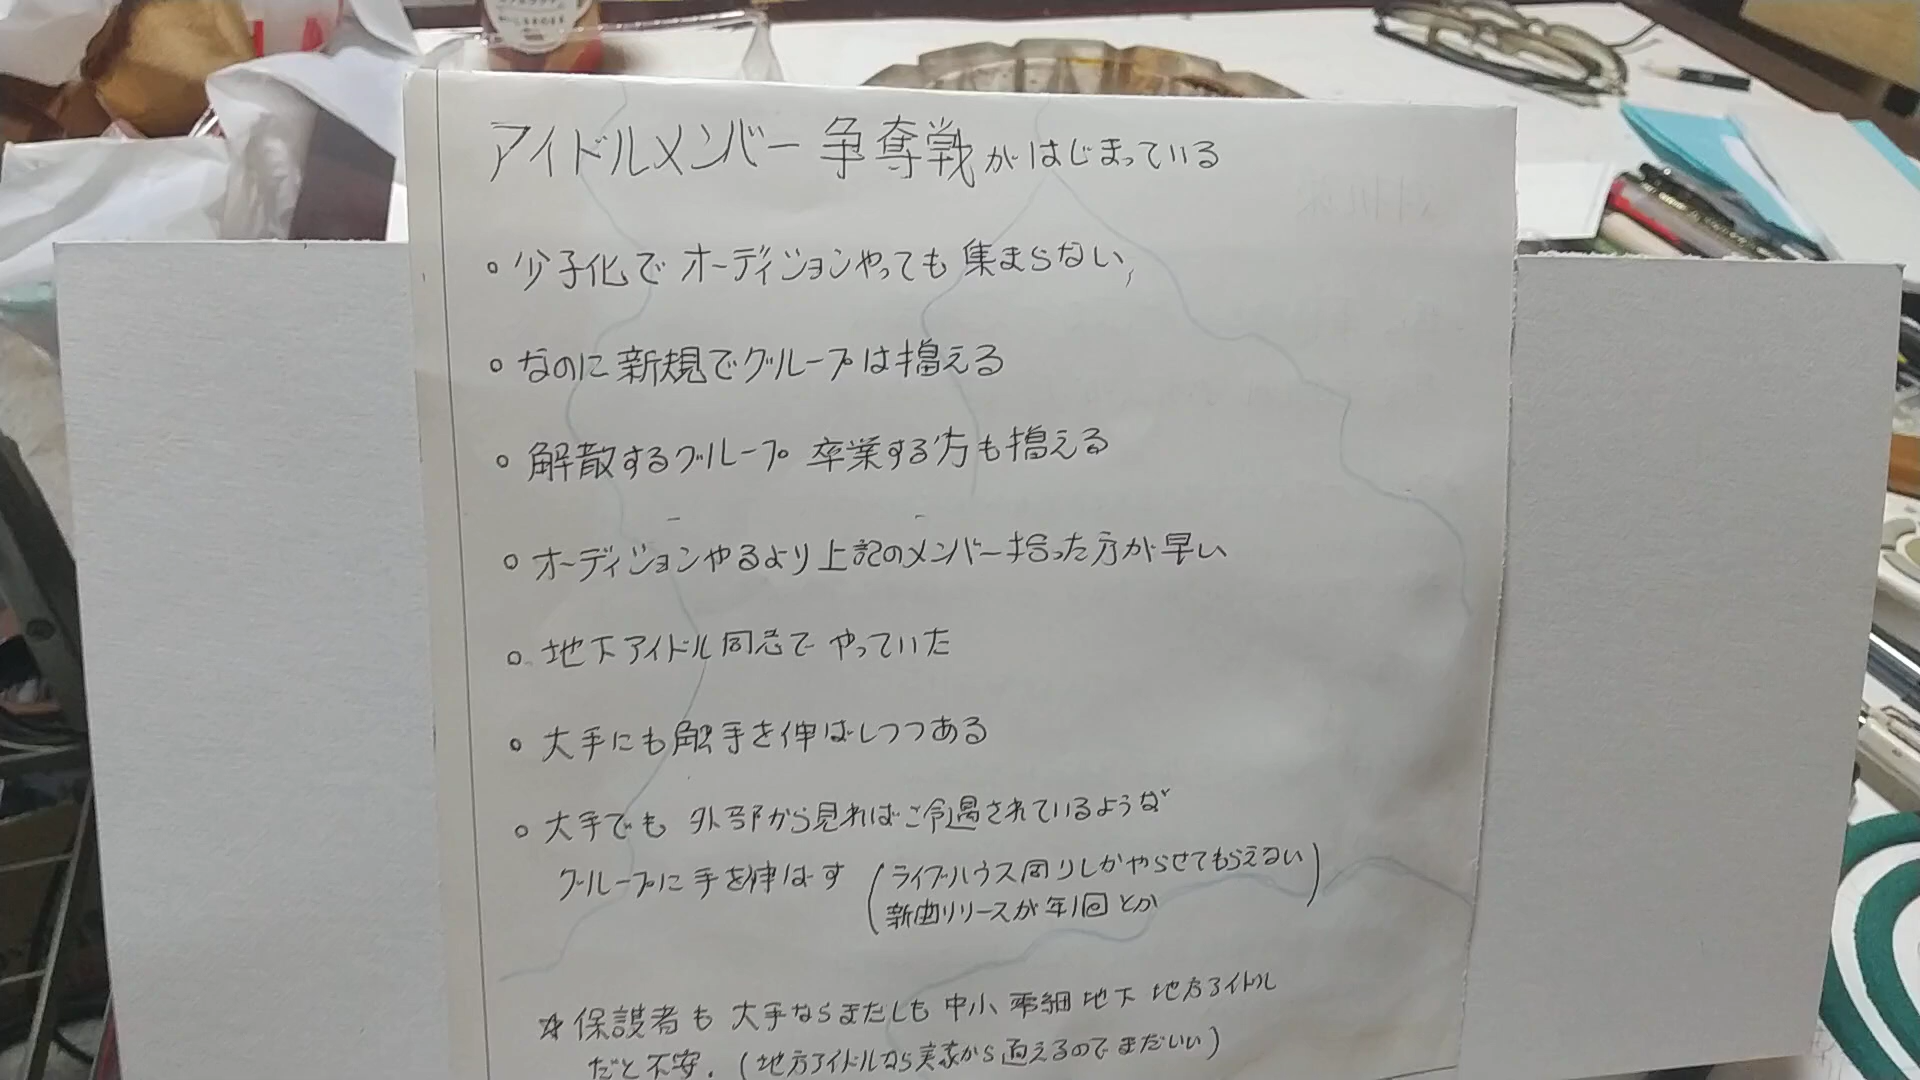 アイドルメンバー争奪戦がはじまっている
○ 少子化でオーディションやっても集まらない、
○ なのに新規でグループは増える
○ 解散するグループ 卒業する方も増える
○ オーディションやるより上記のメンバー拾った方が早い
○ 地下アイドル同志でやっていた
○ 大手にも触手を伸ばしつつある
○ 大手でも 外部から見ればご冷遇されているような
グループに手を伸ばす (ライブハウス回りしかやらせてもらえない
新曲リリースが年1回とか)
☆ 保護者も 大手ならまだしも 中小、零細 地下 地方アイドル
だと不安. (地方アイドルなら実家から通えるのでまだいい)